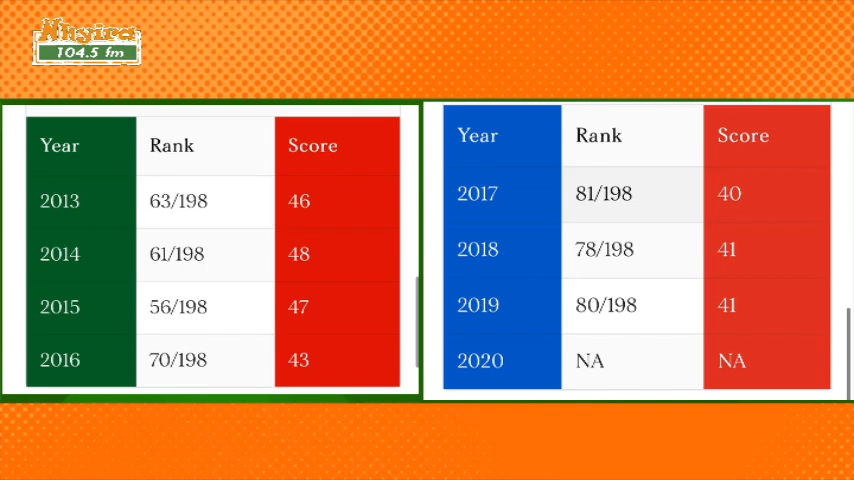 Nhyira
104.5 fm
Year Rank Score
2013 63/198 46
2014 61/198 48
2015 56/198 47
2016 70/198 43
Year Rank Score
2017 81/198 40
2018 78/198 41
2019 80/198 41
2020 NA NA